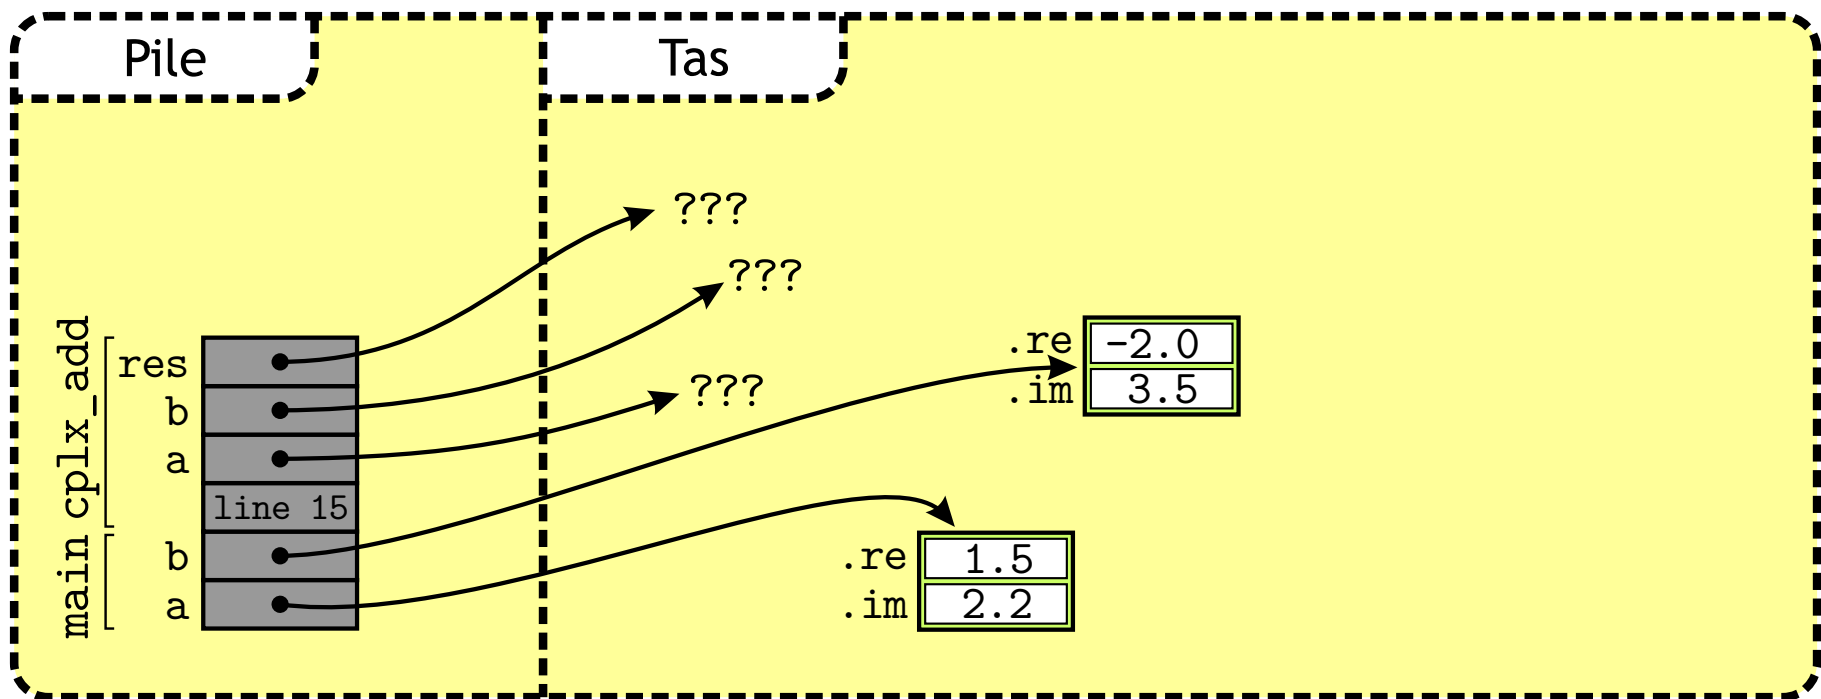 Pile
Tas
???
???
???
cplx_add
res
b
a
line 15
main
b
a
.re -2.0
.im 3.5
.re 1.5
.im 2.2